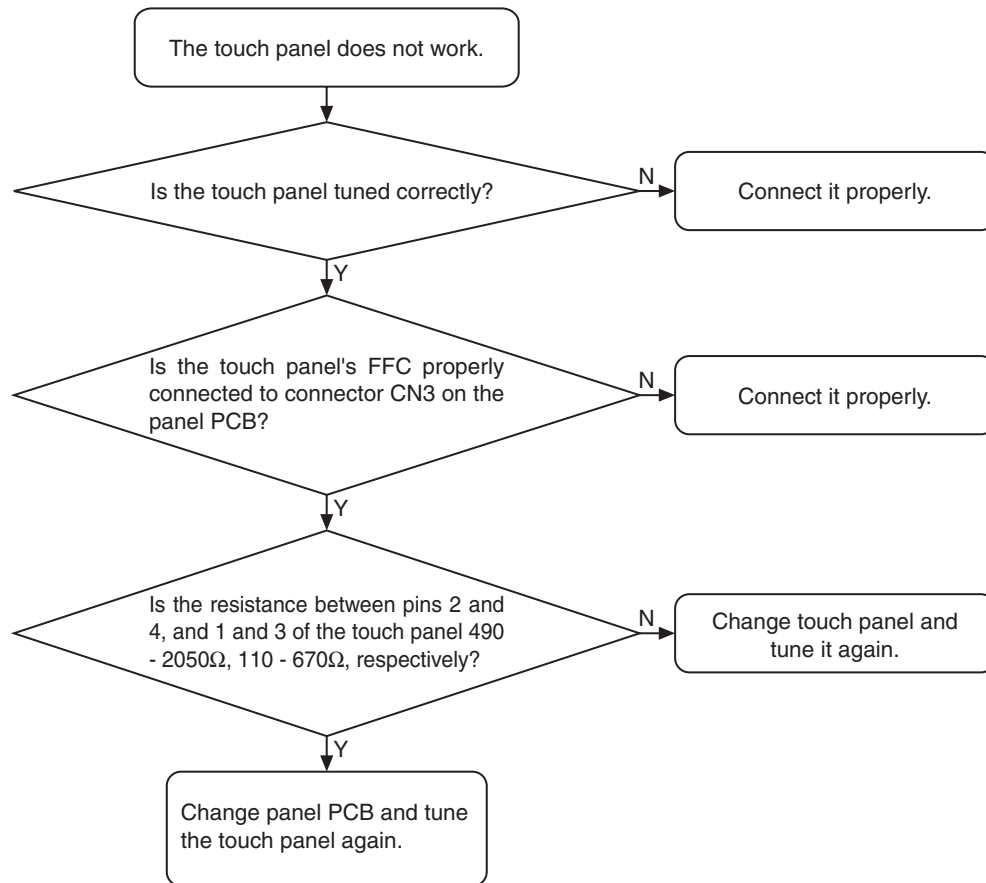 The touch panel does not work.
Is the touch panel tuned correctly?
N
Connect it properly.
Y
Is the touch panel's FFC properly
connected to connector CN3 on the
panel PCB?
N
Connect it properly.
Y
Is the resistance between pins 2 and
4, and 1 and 3 of the touch panel 490
- 2050Ω, 110 - 670Ω, respectively?
N
Change touch panel and
tune it again.
Y
Change panel PCB and tune
the touch panel again.